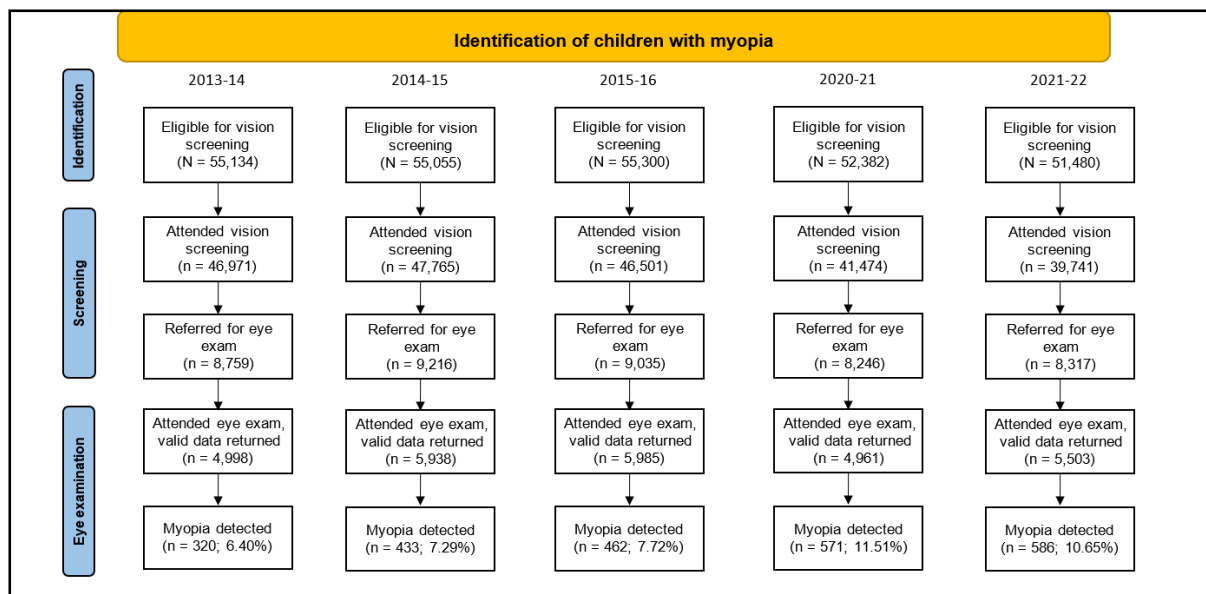 Identification of children with myopia
2013-14
2014-15
2015-16
2020-21
2021-22
Identification
Eligible for vision
screening
(N = 55,134)
Eligible for vision
screening
(N = 55,055)
Eligible for vision
screening
(N = 55,300)
Eligible for vision
screening
(N = 52,382)
Eligible for vision
screening
(N = 51,480)
Screening
Attended vision
screening
(n = 46,971)
Attended vision
screening
(n = 47,765)
Attended vision
screening
(n = 46,501)
Attended vision
screening
(n = 41,474)
Attended vision
screening
(n = 39,741)
Referred for eye
exam
(n = 8,759)
Referred for eye
exam
(n = 9,216)
Referred for eye
exam
(n = 9,035)
Referred for eye
exam
(n = 8,246)
Referred for eye
exam
(n = 8,317)
Eye examination
Attended eye exam,
valid data returned
(n = 4,998)
Attended eye exam,
valid data returned
(n = 5,938)
Attended eye exam,
valid data returned
(n = 5,985)
Attended eye exam,
valid data returned
(n = 4,961)
Attended eye exam,
valid data returned
(n = 5,503)
Myopia detected
(n = 320; 6.40%)
Myopia detected
(n = 433; 7.29%)
Myopia detected
(n = 462; 7.72%)
Myopia detected
(n = 571; 11.51%)
Myopia detected
(n = 586; 10.65%)